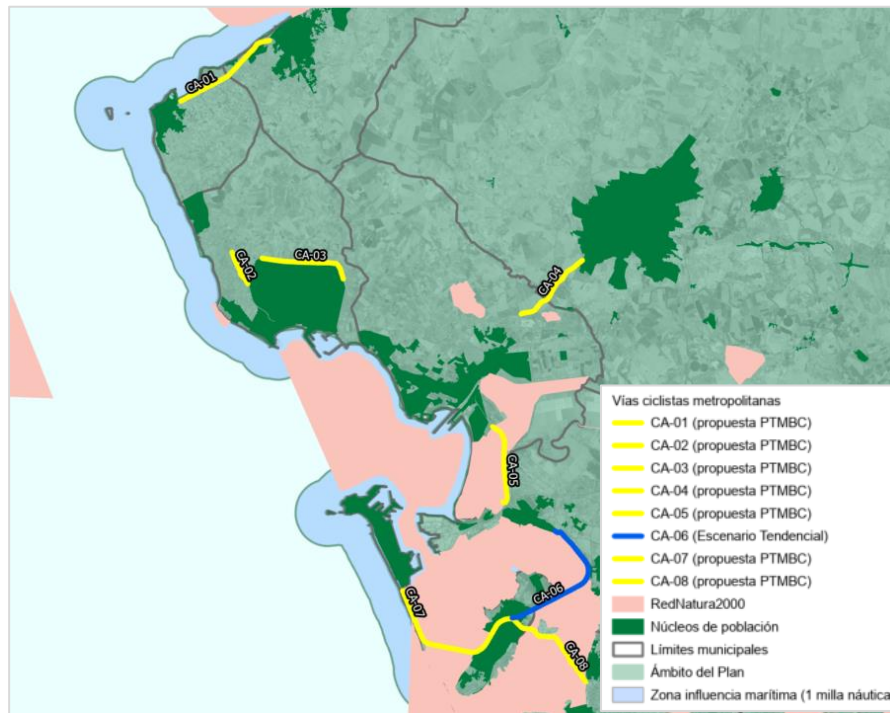 CA-01
CA-02
CA-03
CA-04
CA-05
CA-06
CA-07
CA-08
Vías ciclistas metropolitanas
CA-01 (propuesta PTMBC)
CA-02 (propuesta PTMBC)
CA-03 (propuesta PTMBC)
CA-04 (propuesta PTMBC)
CA-05 (propuesta PTMBC)
CA-06 (Escenario Tendencial)
CA-07 (propuesta PTMBC)
CA-08 (propuesta PTMBC)
RedNatura2000
Núcleos de población
Límites municipales
Ámbito del Plan
Zona influencia marítima (1 milla náutica